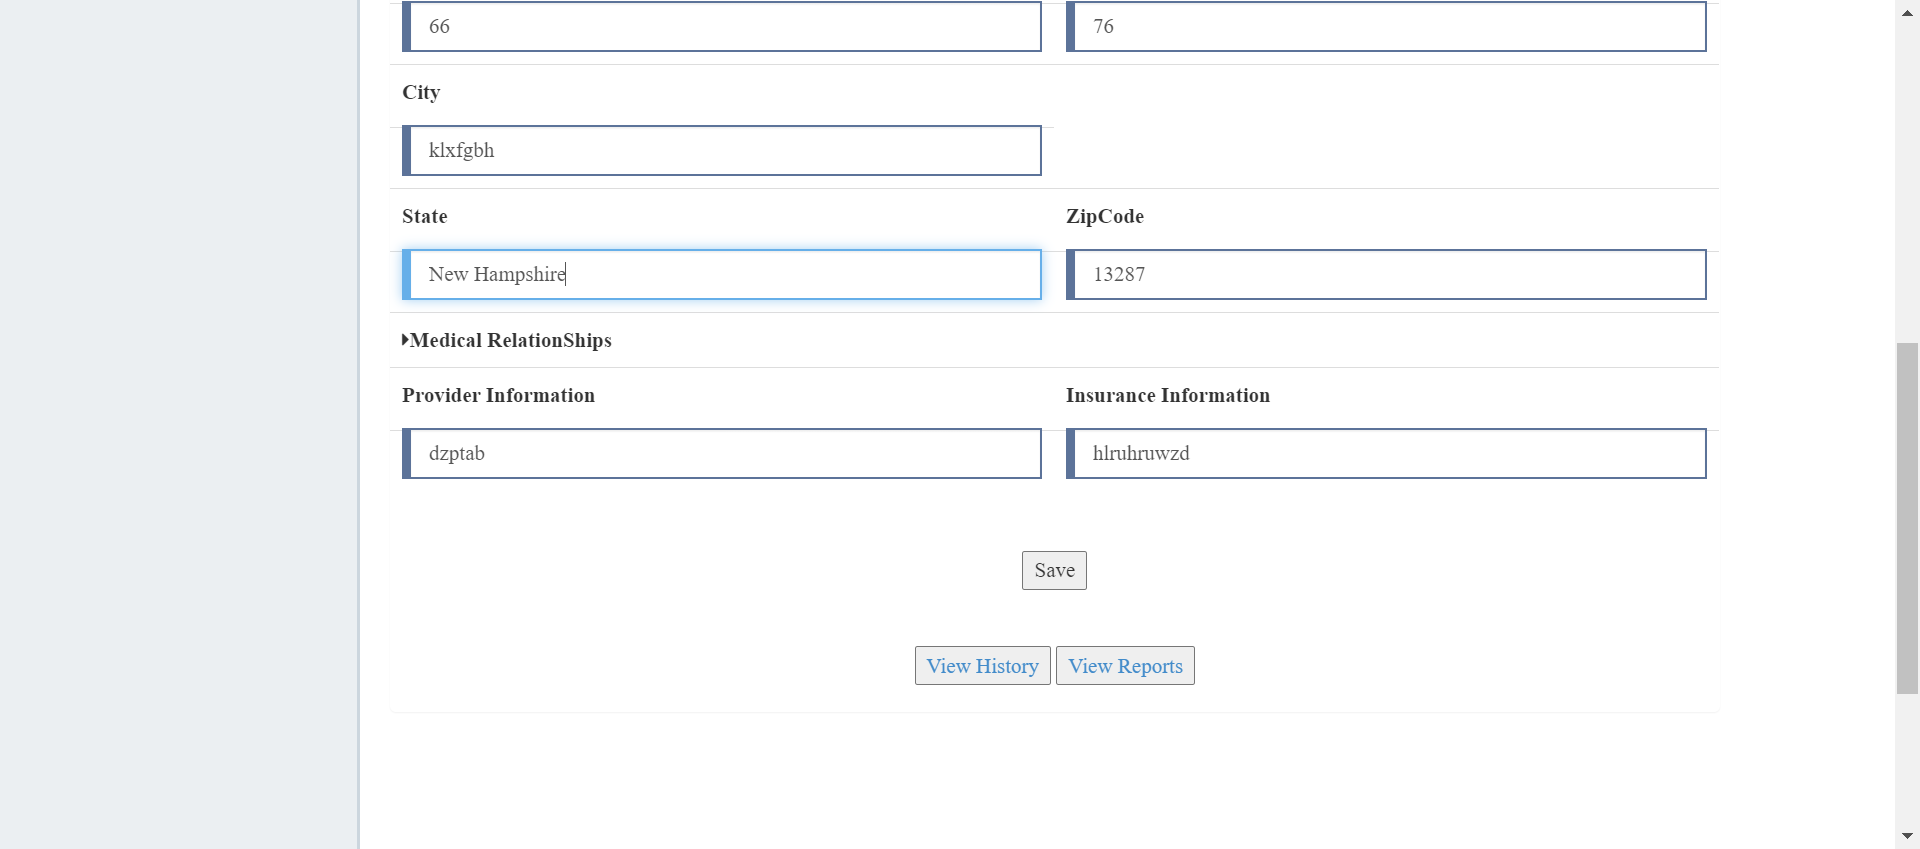 66
76
City
klxfgbh
State
ZipCode
New Hampshire
13287
Medical RelationShips
Provider Information
Insurance Information
dzptab
hlruhruwzd
Save
View History
View Reports